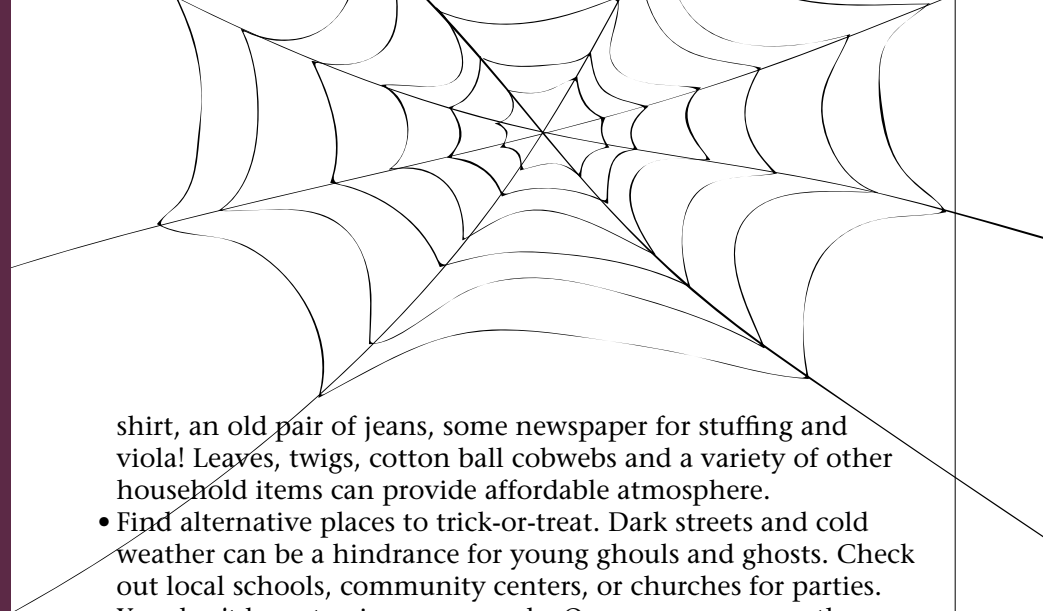 shirt, an old pair of jeans, some newspaper for stuffing and
viola! Leaves, twigs, cotton ball cobwebs and a variety of other
household items can provide affordable atmosphere.
• Find alternative places to trick-or-treat. Dark streets and cold
weather can be a hindrance for young ghouls and ghosts. Check
out local schools, community centers, or churches for parties.